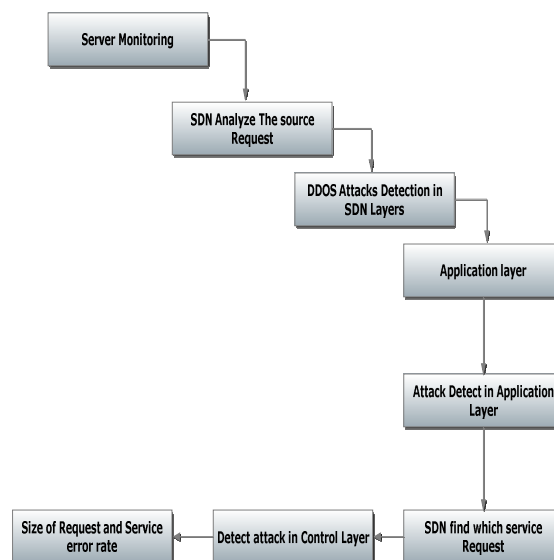 Server Monitoring
SDN Analyze The source
Request
DDOS Attacks Detection in
SDN Layers
Application layer
Attack Detect in Application
Layer
SDN find which service
Request
Detect attack in Control Layer
Size of Request and Service
error rate